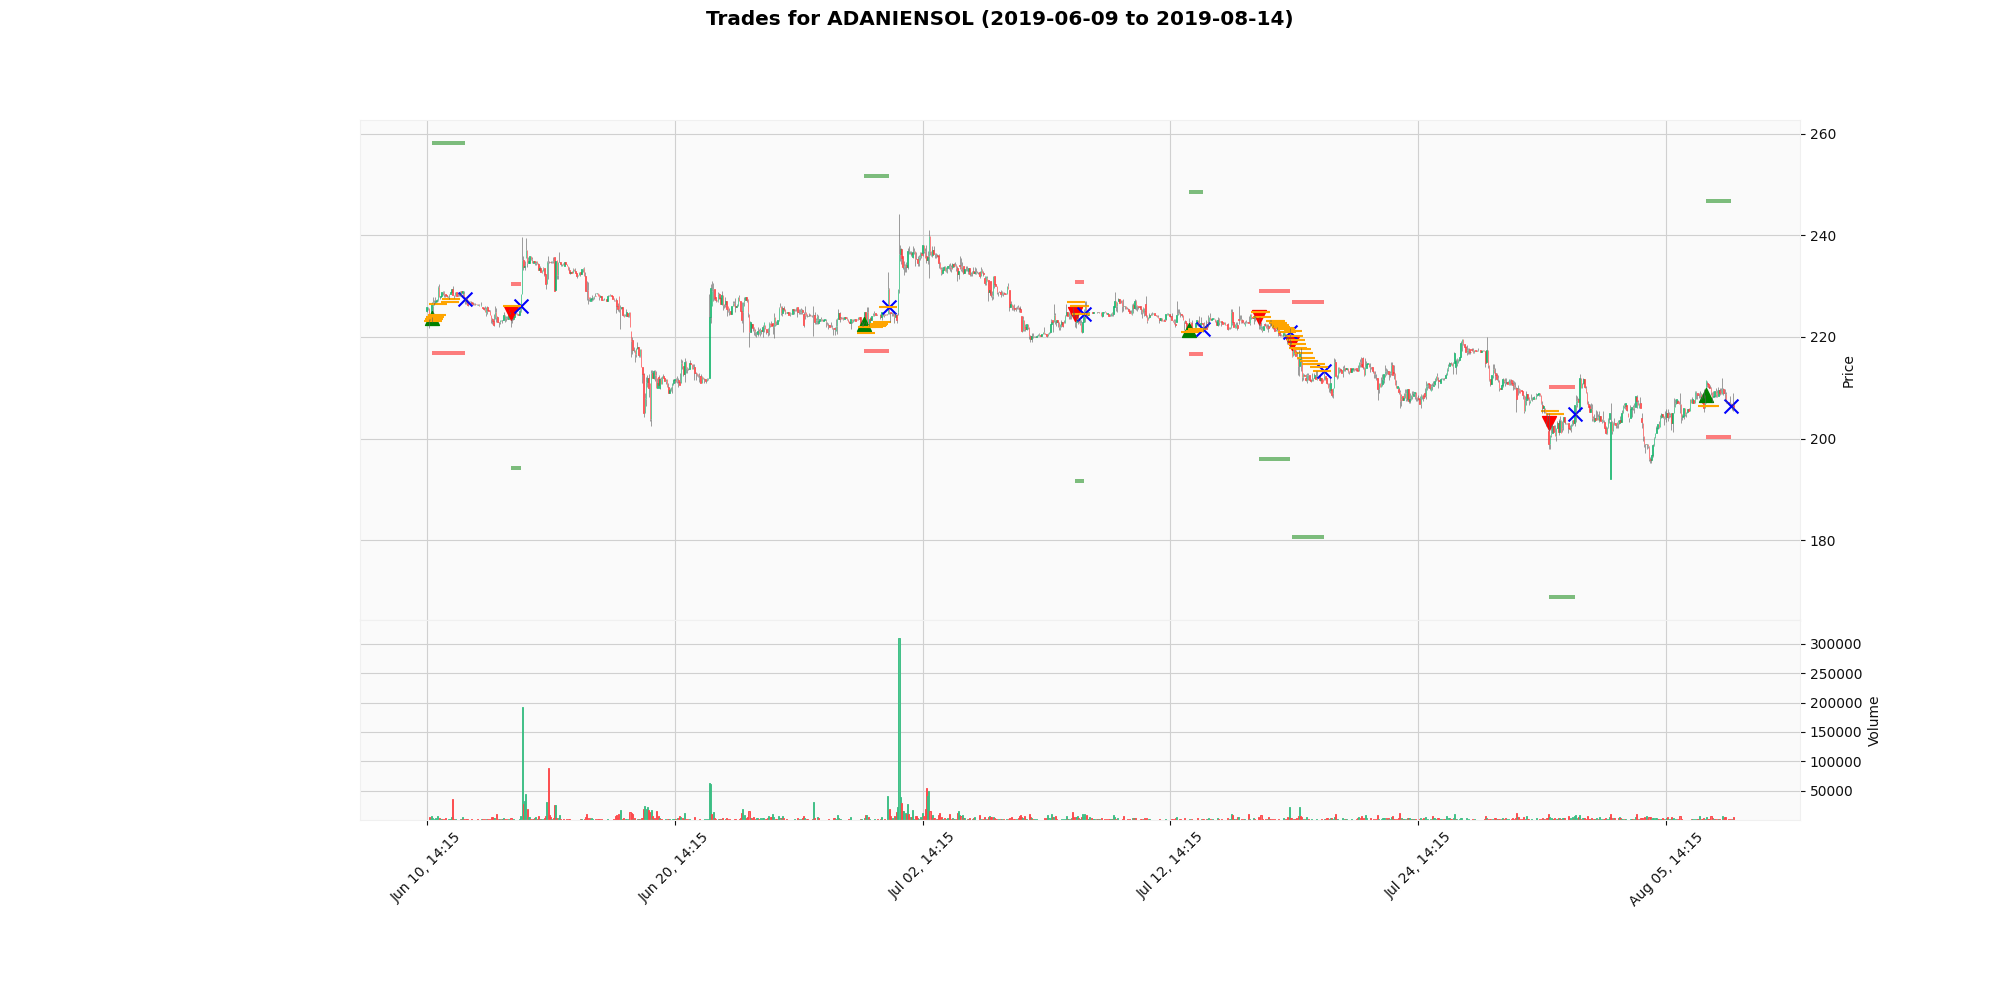 Trades for ADANIENSOL (2019-06-09 to 2019-08-14)
260
240
220
200
180
Price
300000
250000
200000
150000
100000
50000
Volume
Jun 10, 14:15
Jun 20, 14:15
Jul 02, 14:15
Jul 12, 14:15
Jul 24, 14:15
Aug 05, 14:15